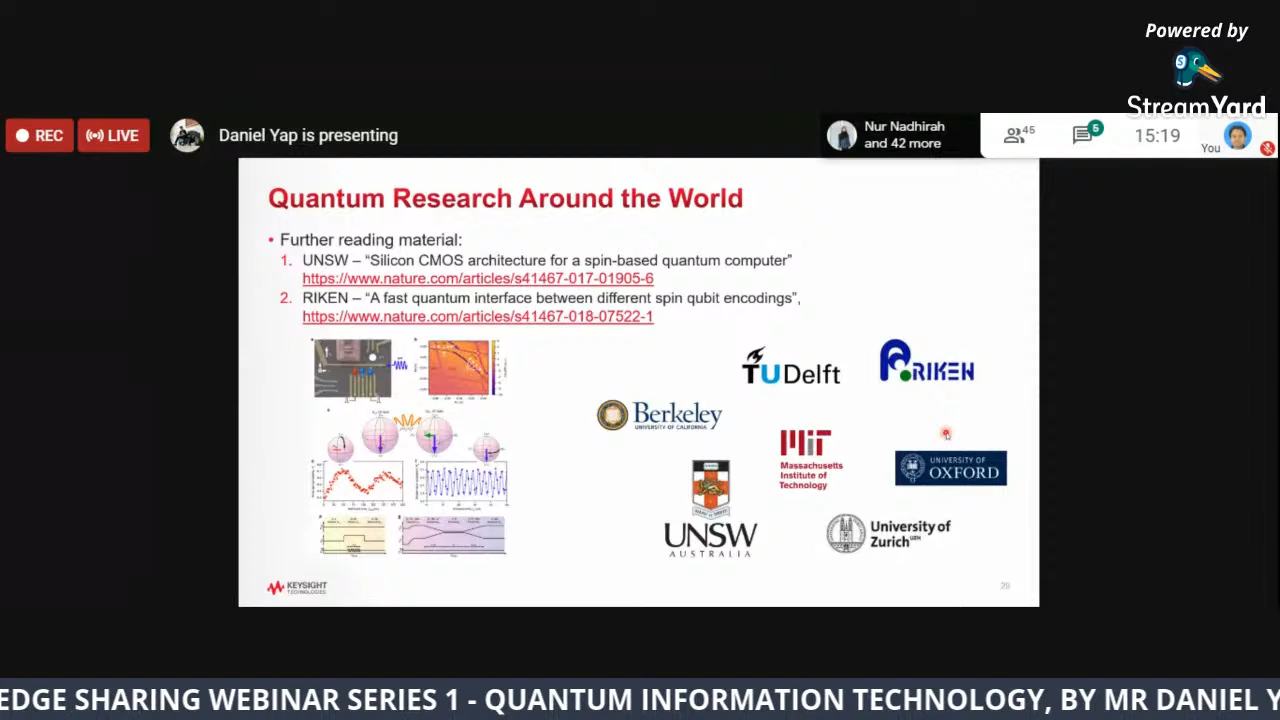 Powered by
StreamYard
REC
LIVE
Daniel Yap is presenting
Nur Nadhirah
and 42 more
45
5
15:19
You
Quantum Research Around the World
• Further reading material:
1. UNSW – “Silicon CMOS architecture for a spin-based quantum computer”
https://www.nature.com/articles/s41467-017-01905-6
2. RIKEN – “A fast quantum interface between different spin qubit encodings”,
https://www.nature.com/articles/s41467-018-07522-1
TUDelft
RIKEN
Berkeley
UNIVERSITY OF CALIFORNIA
MIT
Massachusetts
Institute of
Technology
UNIVERSITY OF
OXFORD
UNSW
AUSTRALIA
University of
Zurich
UZH
KEYSIGHT
TECHNOLOGIES
EDGE SHARING WEBINAR SERIES 1 - QUANTUM INFORMATION TECHNOLOGY, BY MR DANIEL Y